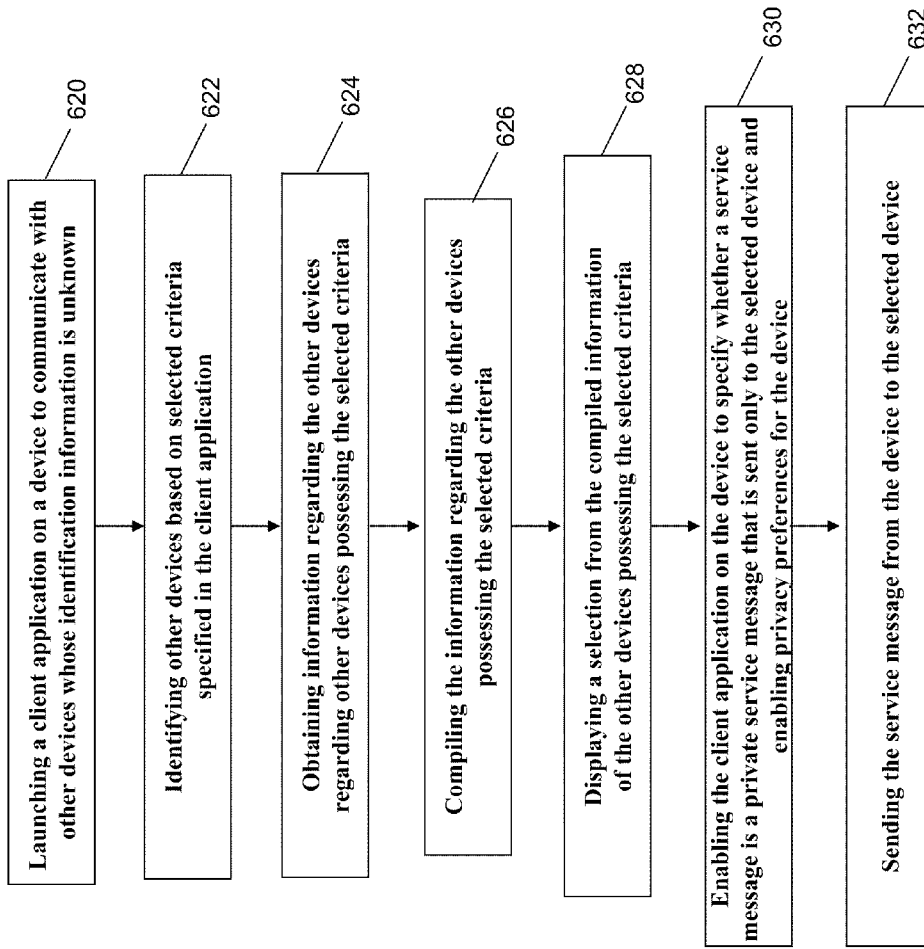 Launching a client application on a device to communicate with
other devices whose identification information is unknown
620
Identifying other devices based on selected criteria
specified in the client application
622
Obtaining information regarding the other devices
regarding other devices possessing the selected criteria
624
Compiling the information regarding the other devices
possessing the selected criteria
626
Displaying a selection from the compiled information
of the other devices possessing the selected criteria
628
Enabling the client application on the device to specify whether a service
message is a private service message that is sent only to the selected device and
enabling privacy preferences for the device
630
Sending the service message from the device to the selected device
632